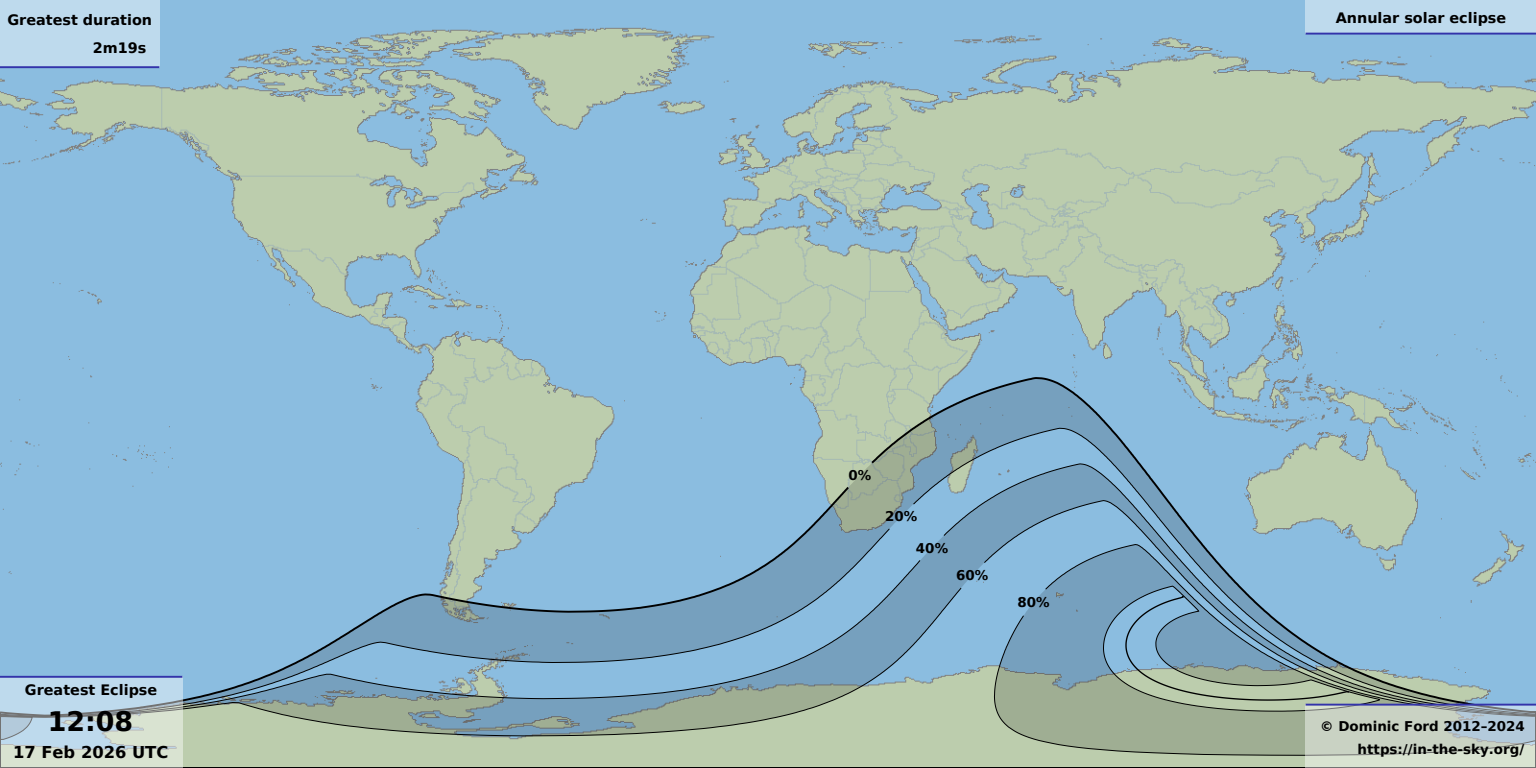 Greatest duration
2m19s
Annular solar eclipse
0%
20%
40%
60%
80%
Greatest Eclipse
12:08
17 Feb 2026 UTC
© Dominic Ford 2012–2024
https://in-the-sky.org/